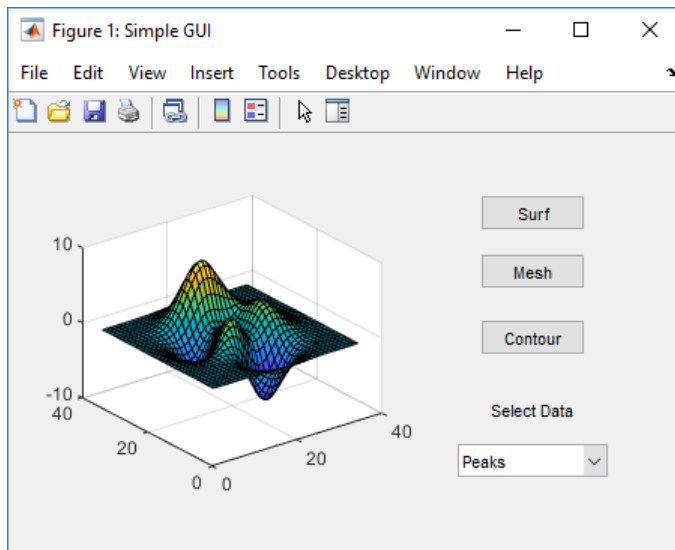 Figure 1: Simple GUI
File Edit View Insert Tools Desktop Window Help
Surf
Mesh
Contour
Select Data
Peaks
10
0
-10
40
20
0
0
20
40